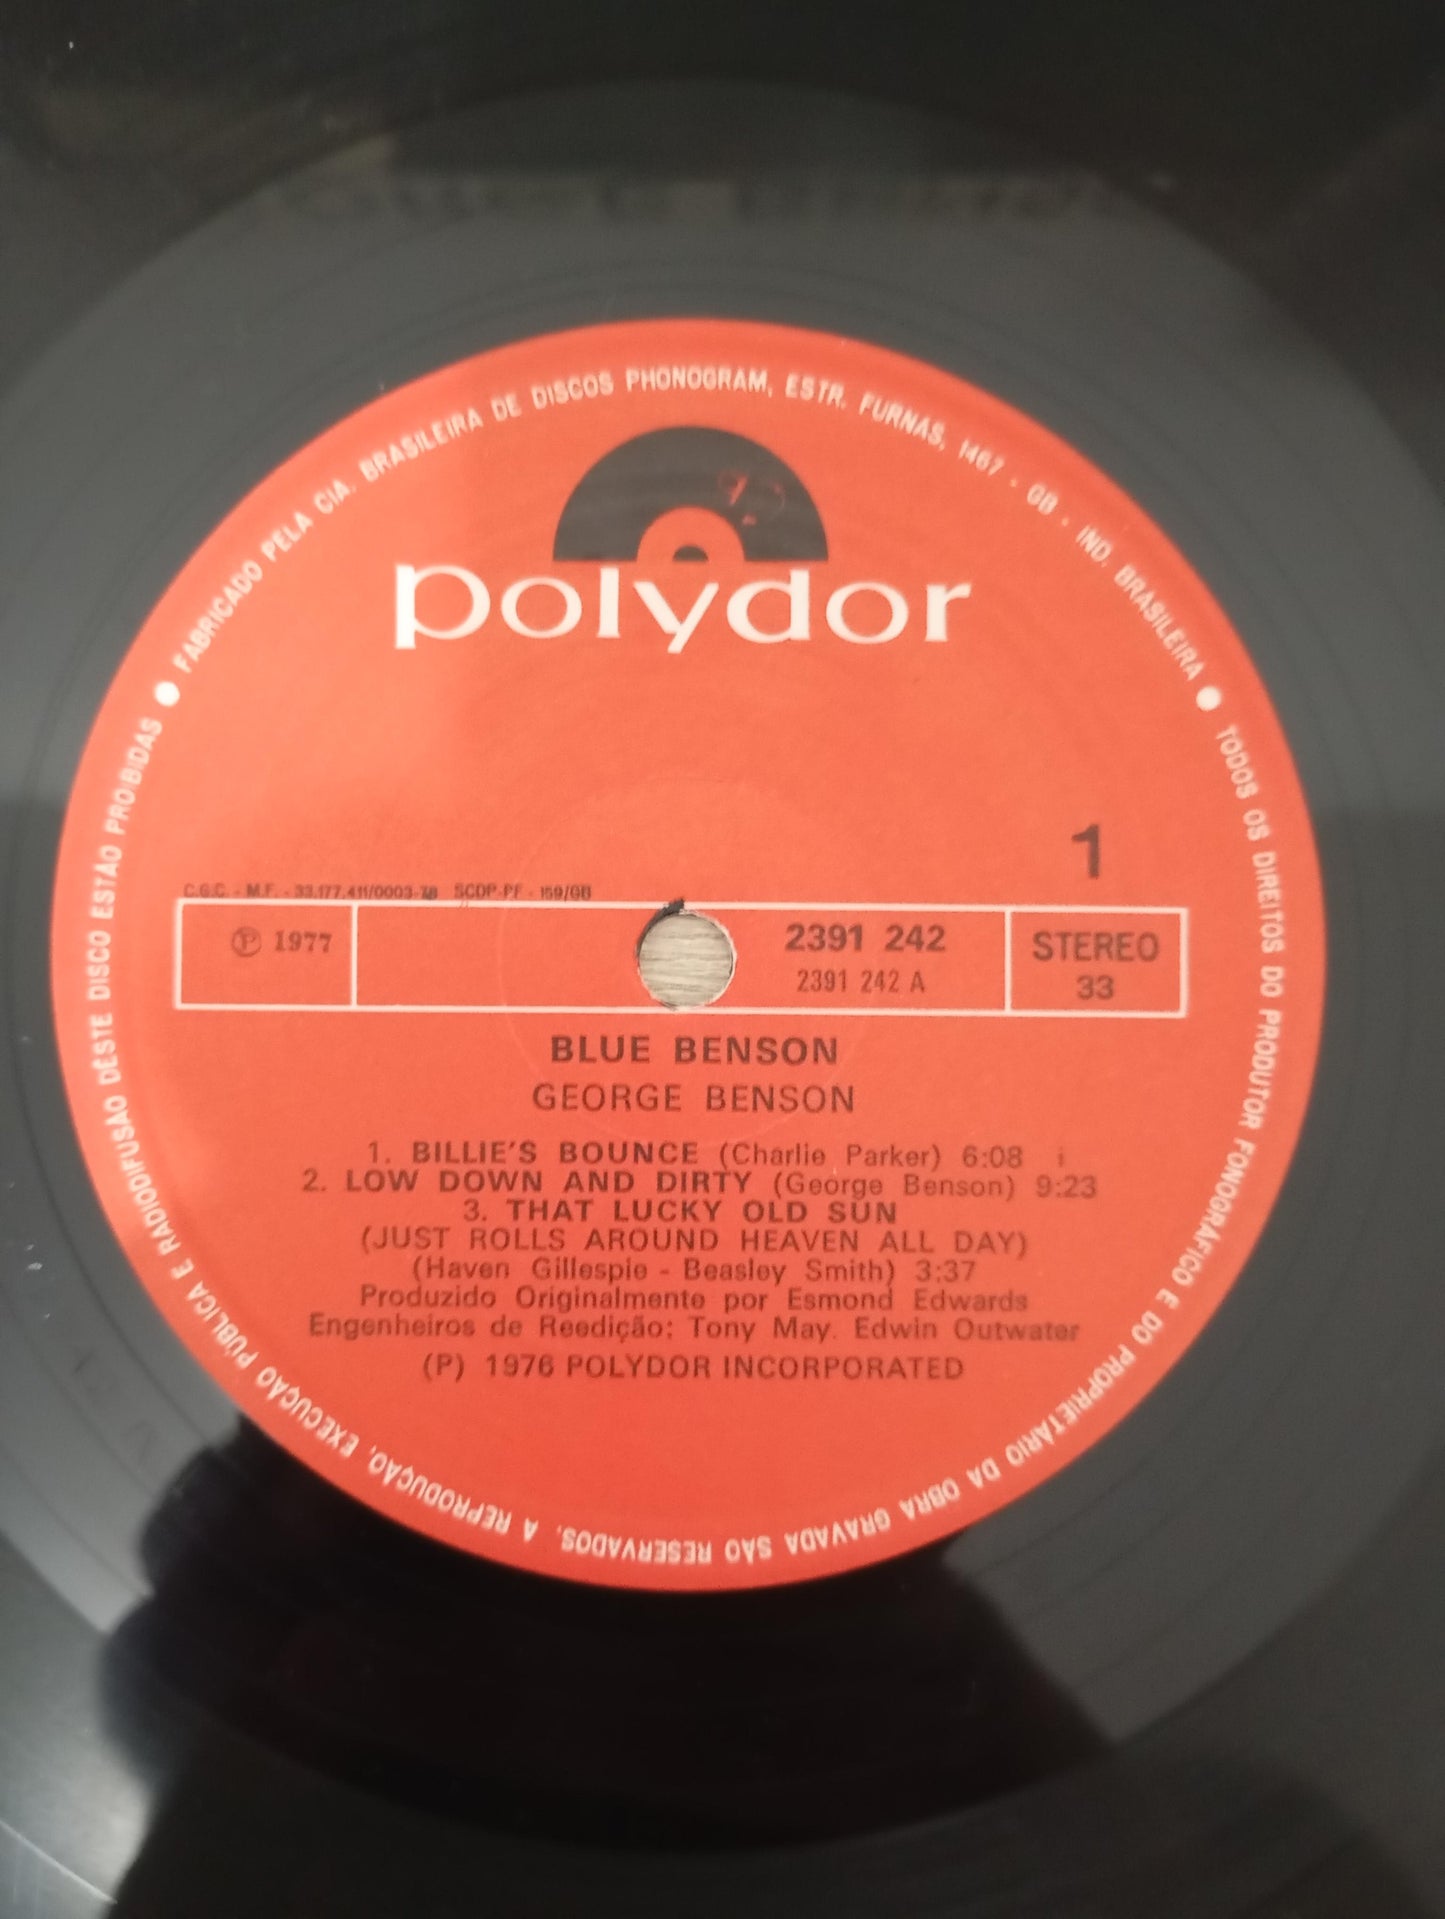 ● FABRICADO PELA CIA. BRASILEIRA DE DISCOS PHONOGRAM, ESTR. FURNAS, 1467 - GB - IND. BRASILEIRA ● TODOS OS DIREITOS DO PRODUTOR FONOGRÁFICO E DO PROPRIETÁRIO DA OBRA GRAVADA SÃO RESERVADOS. A REPRODUÇÃO, EXECUÇÃO PÚBLICA E RADIODIFUSÃO DÊSTE DISCO ESTÃO PROIBIDAS
polydor
1
C.G.C. - M.F. - 33.177.411/0003-78 SCDP-PF - 159/GB
℗ 1977 2391 242 STEREO
2391 242 A 33
BLUE BENSON
GEORGE BENSON
1. BILLIE'S BOUNCE (Charlie Parker) 6:08
2. LOW DOWN AND DIRTY (George Benson) 9:23
3. THAT LUCKY OLD SUN
(JUST ROLLS AROUND HEAVEN ALL DAY)
(Haven Gillespie - Beasley Smith) 3:37
Produzido Originalmente por Esmond Edwards
Engenheiros de Reedição: Tony May. Edwin Outwater
(P) 1976 POLYDOR INCORPORATED